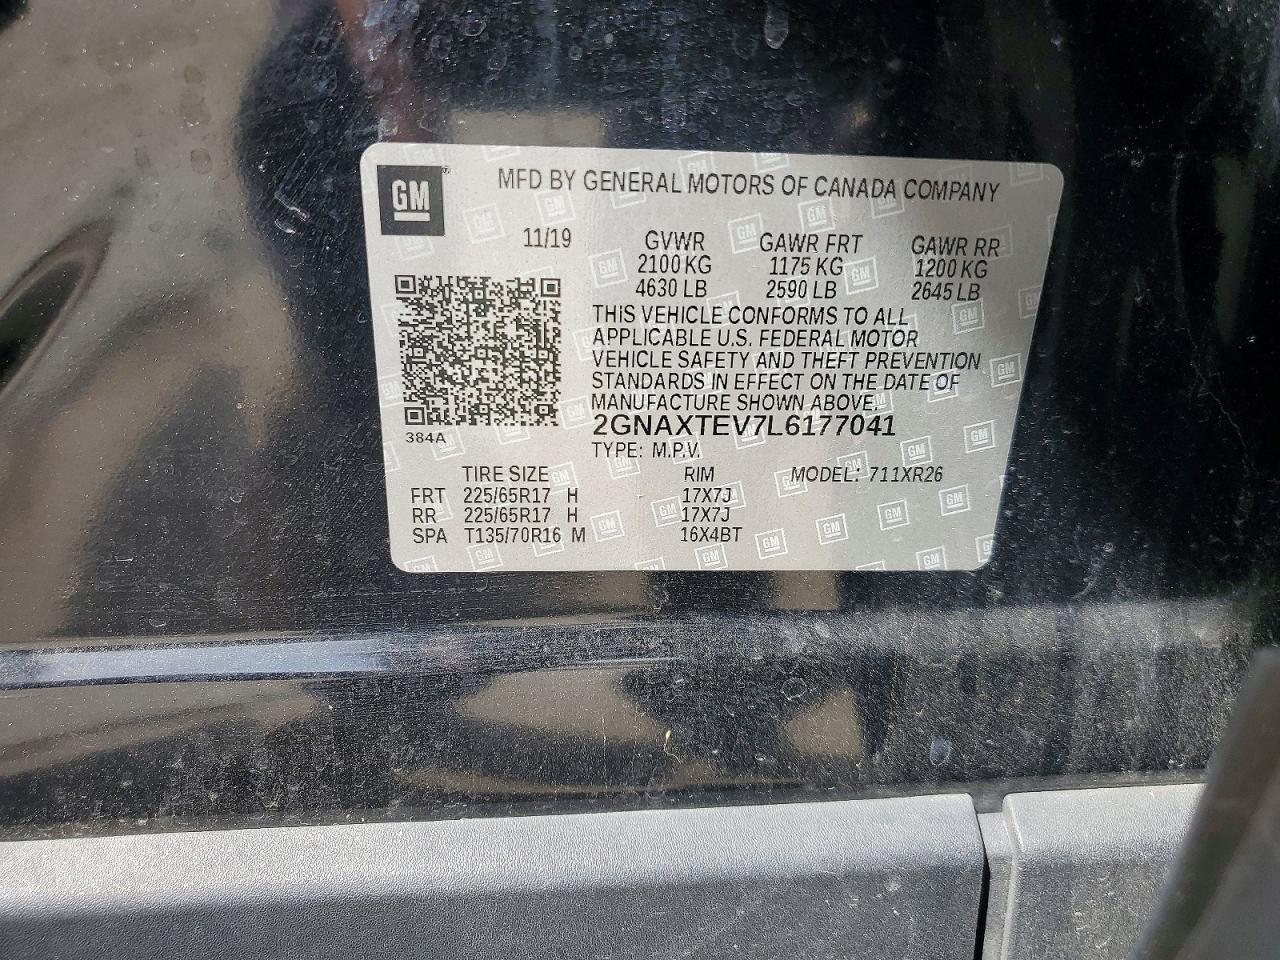 GM
MFD BY GENERAL MOTORS OF CANADA COMPANY
11/19 GVWR GAWR FRT GAWR RR
2100 KG 1175 KG 1200 KG
4630 LB 2590 LB 2645 LB
THIS VEHICLE CONFORMS TO ALL
APPLICABLE U.S. FEDERAL MOTOR
VEHICLE SAFETY AND THEFT PREVENTION
STANDARDS IN EFFECT ON THE DATE OF
MANUFACTURE SHOWN ABOVE.
2GNAXTEV7L6177041
384A
TYPE: M.P.V.
TIRE SIZE RIM MODEL: 711XR26
FRT 225/65R17 H 17X7J
RR 225/65R17 H 17X7J
SPA T135/70R16 M 16X4BT